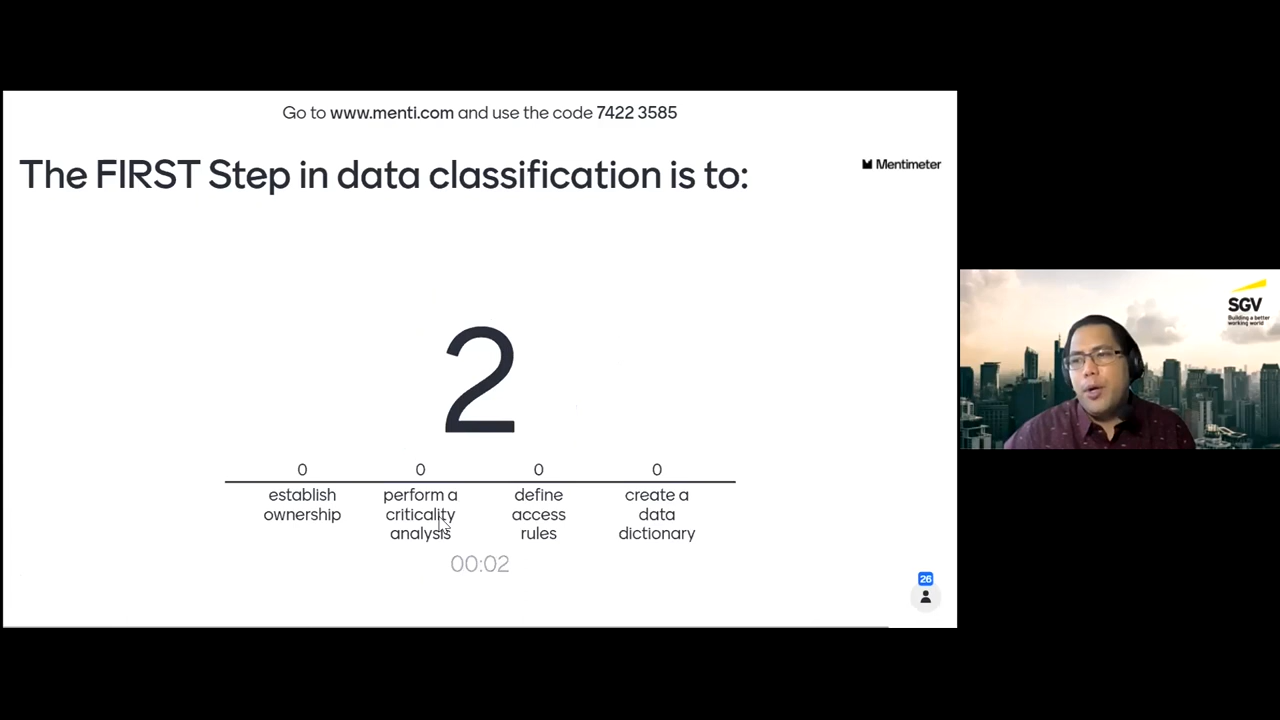 Go to www.menti.com and use the code 7422 3585
The FIRST Step in data classification is to:
Mentimeter
2
0
0
0
0
establish
ownership
perform a
criticality
analysis
define
access
rules
create a
data
dictionary
00:02
26
SGV
Building a better
working world